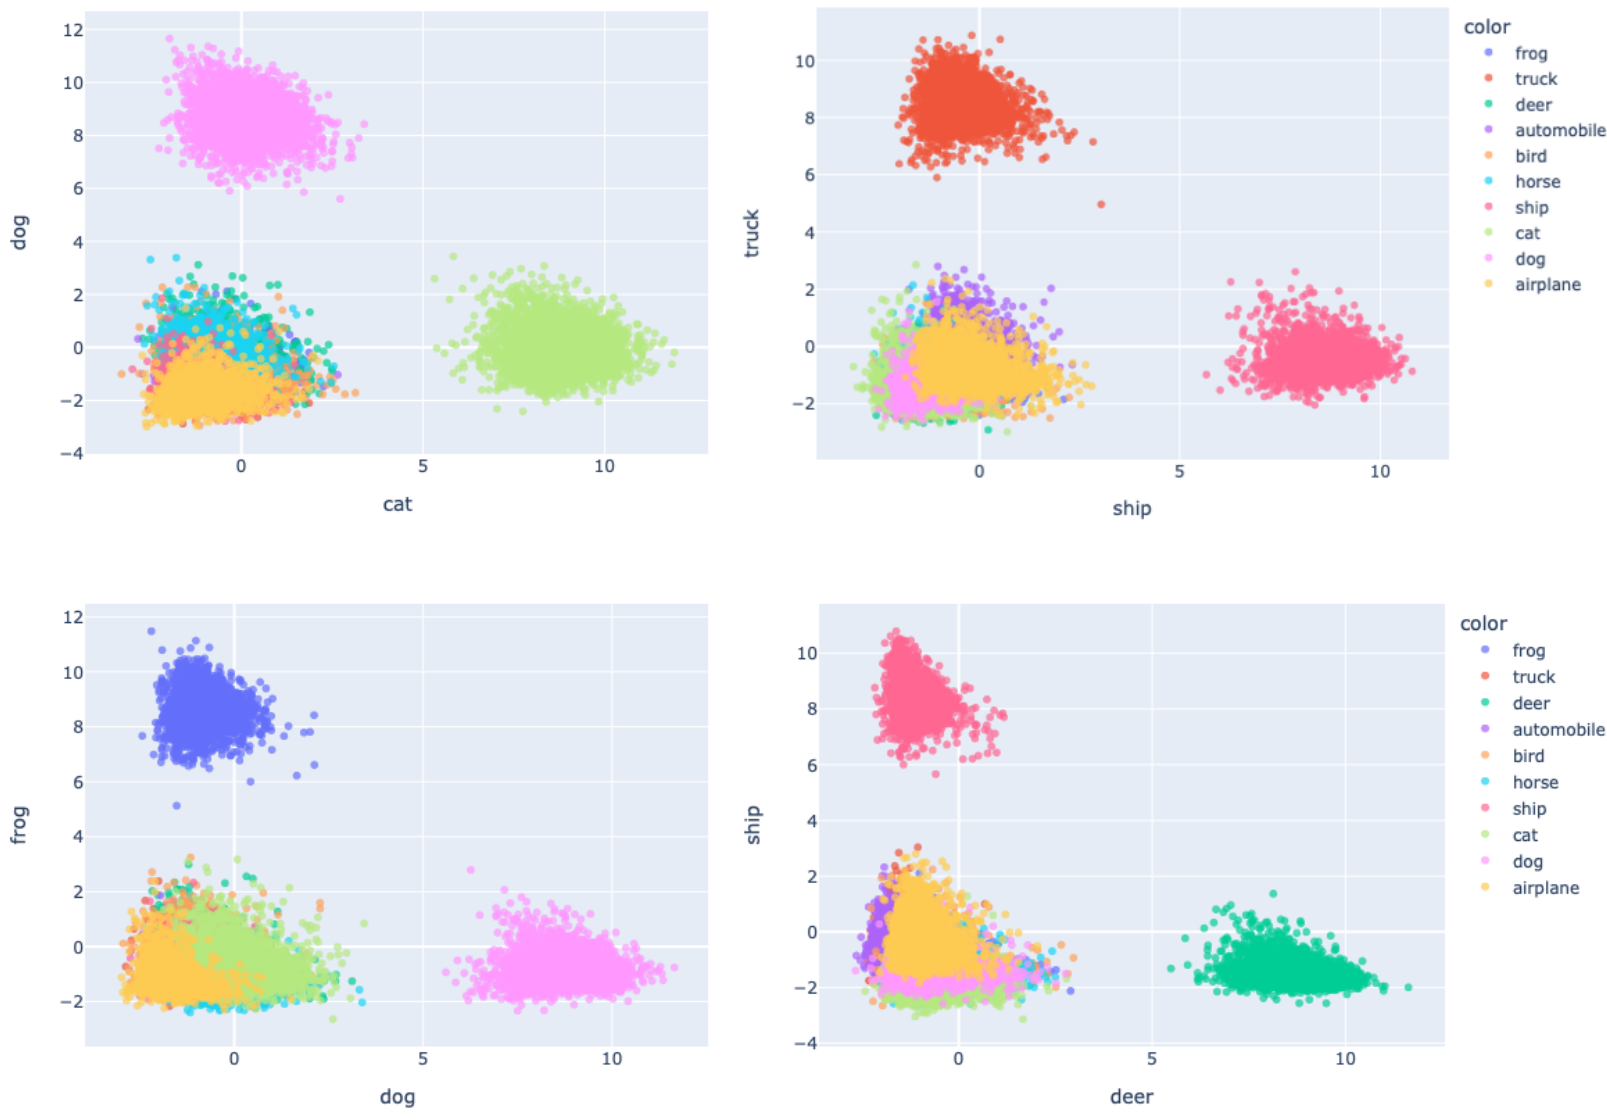 12
10
8
6
4
2
0
−2
−4
dog
0
5
10
cat
10
8
6
4
2
0
−2
truck
0
5
10
ship
color
frog
truck
deer
automobile
bird
horse
ship
cat
dog
airplane
12
10
8
6
4
2
0
−2
frog
0
5
10
dog
10
8
6
4
2
0
−2
−4
ship
0
5
10
deer
color
frog
truck
deer
automobile
bird
horse
ship
cat
dog
airplane